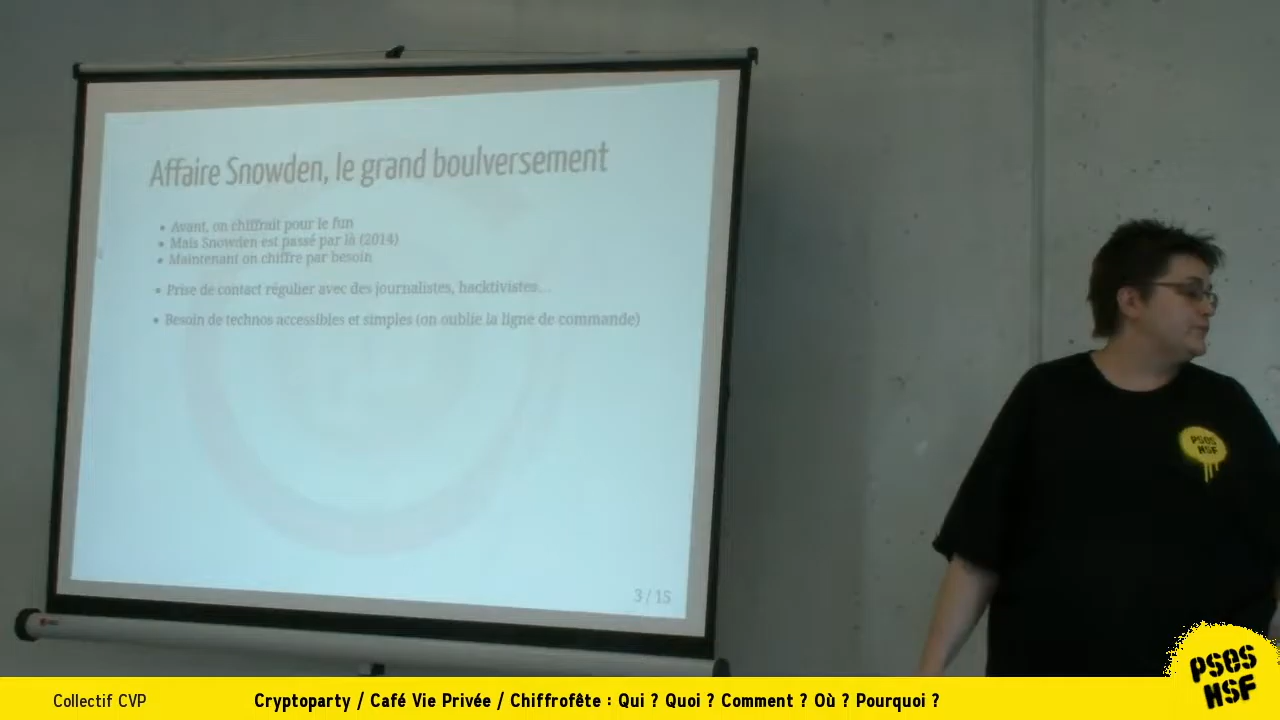 Affaire Snowden, le grand boulversement
• Avant, on chiffrait pour le fun
• Mais Snowden est passé par là (2014)
• Maintenant on chiffre par besoin
• Prise de contact régulier avec des journalistes, hacktivistes...
• Besoin de technos accessibles et simples (on oublie la ligne de commande)
3 / 15
PSES
HSF
Collectif CVP
Cryptoparty / Café Vie Privée / Chiffrofête : Qui ? Quoi ? Comment ? Où ? Pourquoi ?
PSES
HSF